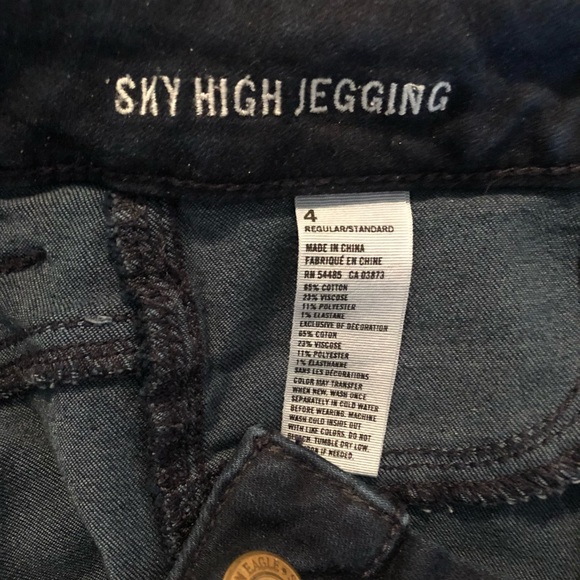 SKY HIGH JEGGING
4
REGULAR/STANDARD
MADE IN CHINA
FABRIQUÉ EN CHINE
RN 54485 CA 03873
65% COTTON
23% VISCOSE
11% POLYESTER
1% ELASTANE
EXCLUSIVE OF DECORATION
65% COTON
23% VISCOSE
11% POLYESTER
1% ELASTHANNE
SANS LES DÉCORATIONS
COLOR MAY TRANSFER
WHEN NEW. WASH ONCE
SEPARATELY IN COLD WATER
BEFORE WEARING. MACHINE
WASH COLD INSIDE OUT
WITH LIKE COLORS. DO NOT
TUMBLE DRY LOW.
IF NEEDED.
EAGLE